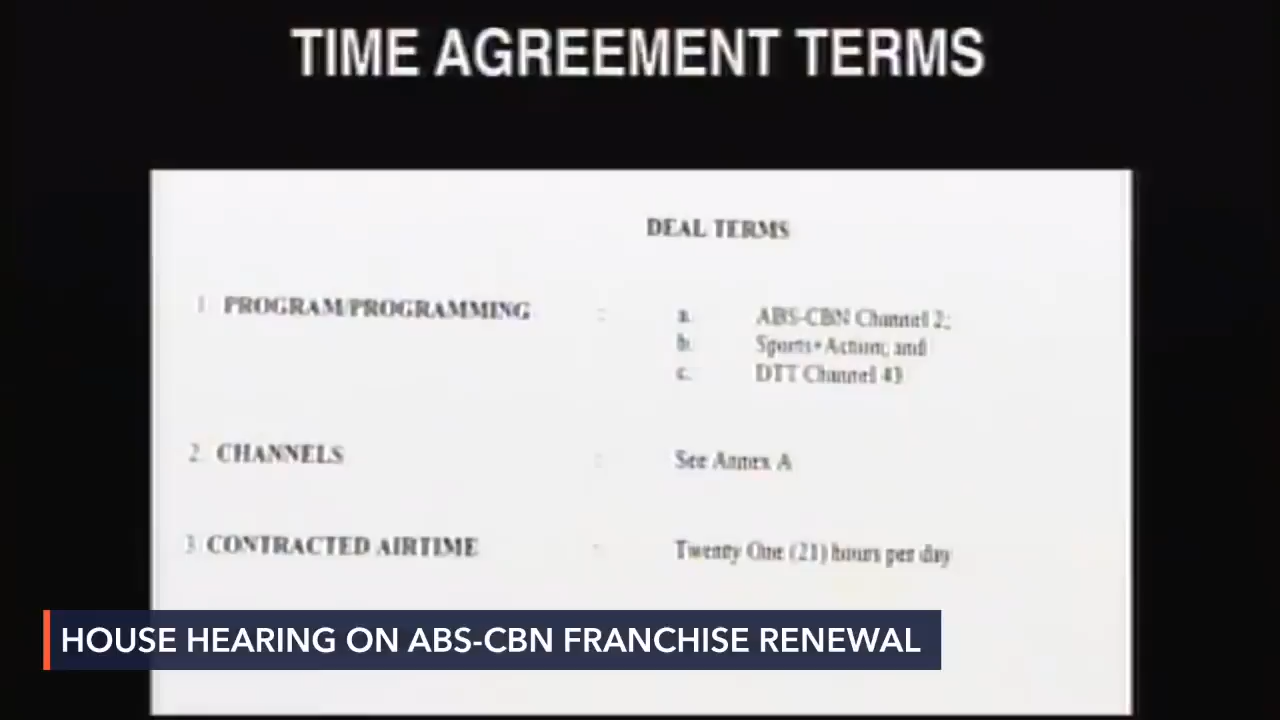 TIME AGREEMENT TERMS
DEAL TERMS
1. PROGRAM/PROGRAMMING : a. ABS-CBN Channel 2;
b. Sports+Action; and
c. DTT Channel 43
2. CHANNELS : See Annex A
3. CONTRACTED AIRTIME : Twenty One (21) hours per day
HOUSE HEARING ON ABS-CBN FRANCHISE RENEWAL